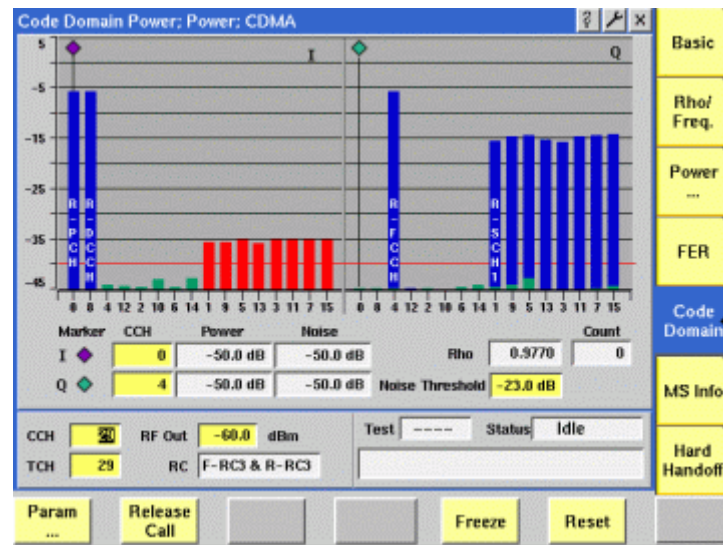 Code Domain Power: Power: CDMA ? ×
5 I Q
-5
-15
-25
-35
-45
R-PCH R-DCCH R-FCCH R-SCH1
0 8 4 12 2 10 6 14 1 9 5 13 3 11 7 15 0 8 4 12 2 10 6 14 1 9 5 13 3 11 7 15
Marker CCH Power Noise Count
I 0 -50.0 dB -50.0 dB Rho 0.9770 0
Q 4 -50.0 dB -50.0 dB Noise Threshold -23.0 dB
CCH RF Out -60.0 dBm Test ---- Status Idle
TCH 29 RC F-RC3 & R-RC3
Basic
Rho/
Freq.
Power
...
FER
Code
Domain
MS Info
Hard
Handoff
Param
...
Release
Call
Freeze
Reset